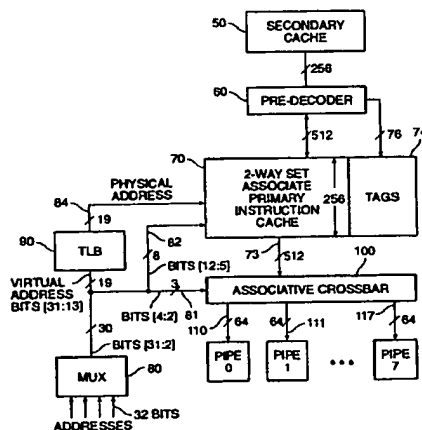 50
SECONDARY
CACHE
256
60
PRE-DECODER
512
76
70
PHYSICAL
ADDRESS
84
19
2-WAY SET
ASSOCIATE
PRIMARY
INSTRUCTION
CACHE
256
TAGS
90
TLB
82
8
BITS [12:5]
73
512
100
VIRTUAL
ADDRESS
BITS [31:13]
19
3
BITS [4:2]
81
ASSOCIATIVE CROSSBAR
30
BITS [31:2]
110
64
64
111
117
64
PIPE
0
PIPE
1
PIPE
7
80
MUX
32 BITS
ADDRESSES